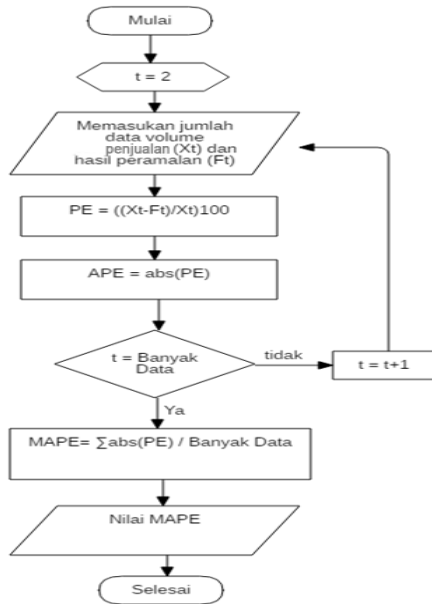 Mulai
t = 2
Memasukan jumlah
data volume
penjualan (Xt) dan
hasil peramalan (Ft)
PE = ((Xt-Ft)/Xt)100
APE = abs(PE)
t = Banyak
Data
tidak
t = t+1
Ya
MAPE= ∑abs(PE) / Banyak Data
Nilai MAPE
Selesai